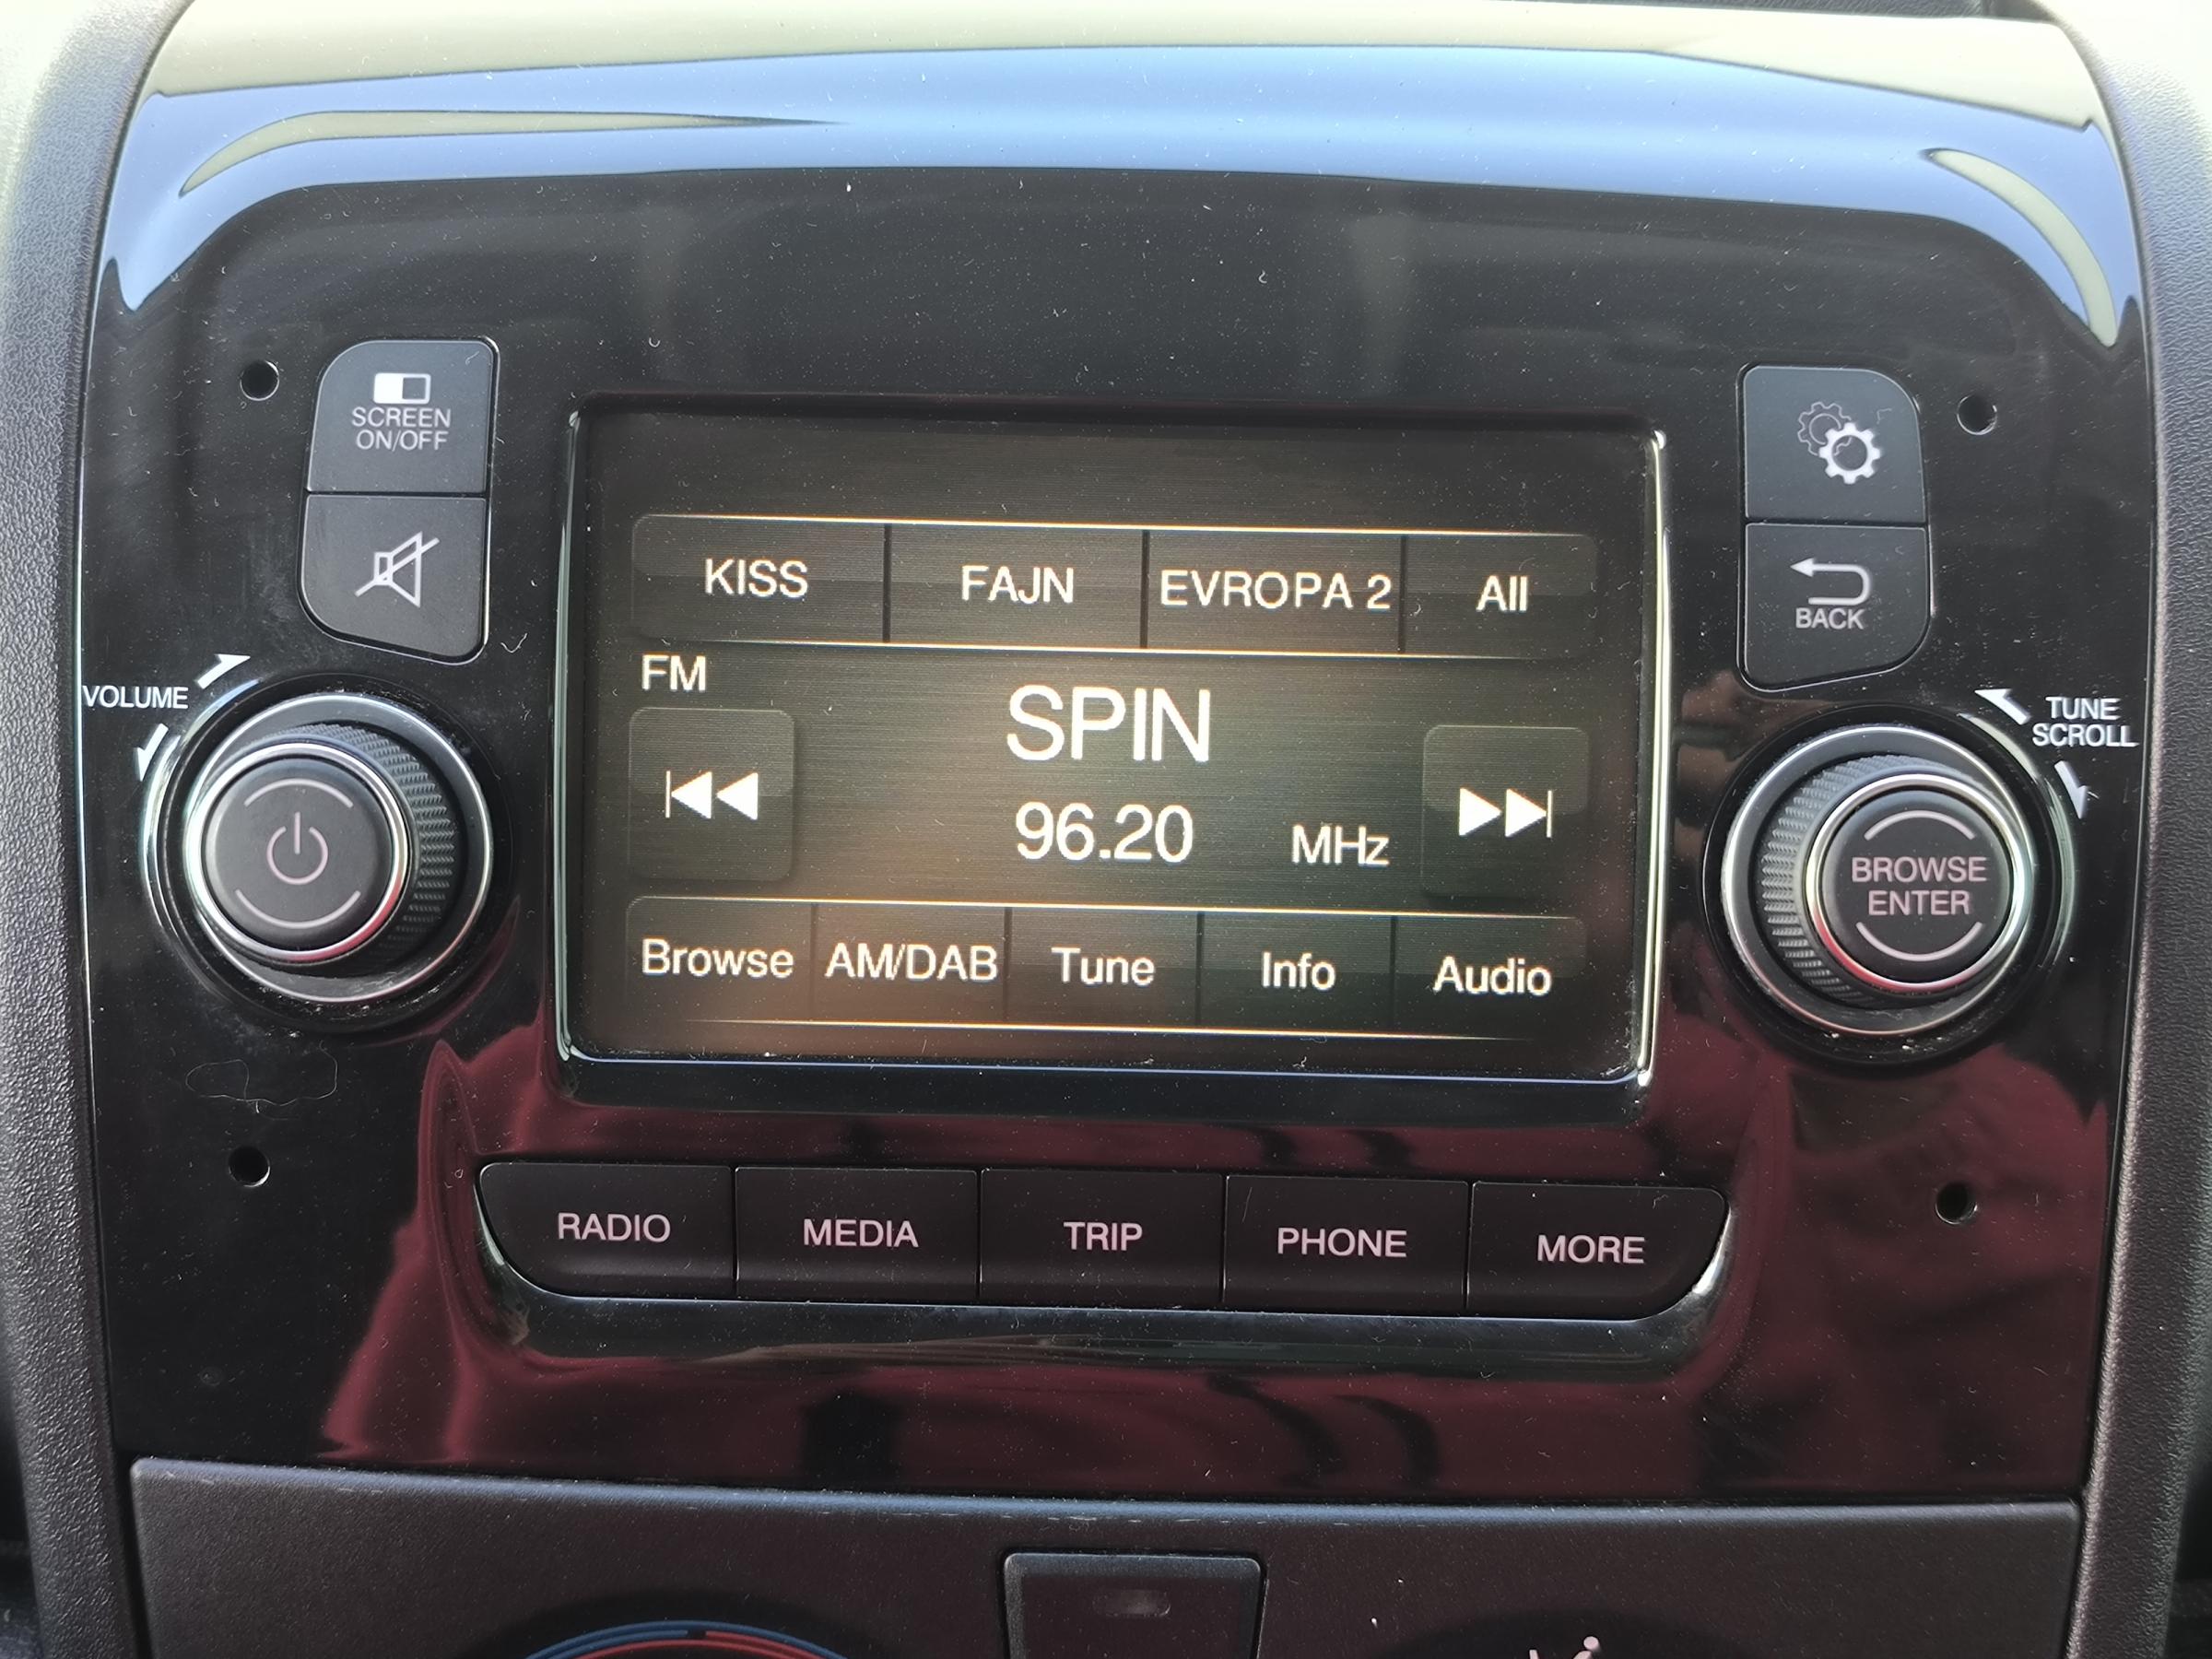 SCREEN
ON/OFF
VOLUME
KISS FAJN EVROPA 2 All
FM
SPIN
96.20 MHz
Browse AM/DAB Tune Info Audio
BACK
TUNE
SCROLL
BROWSE
ENTER
RADIO MEDIA TRIP PHONE MORE